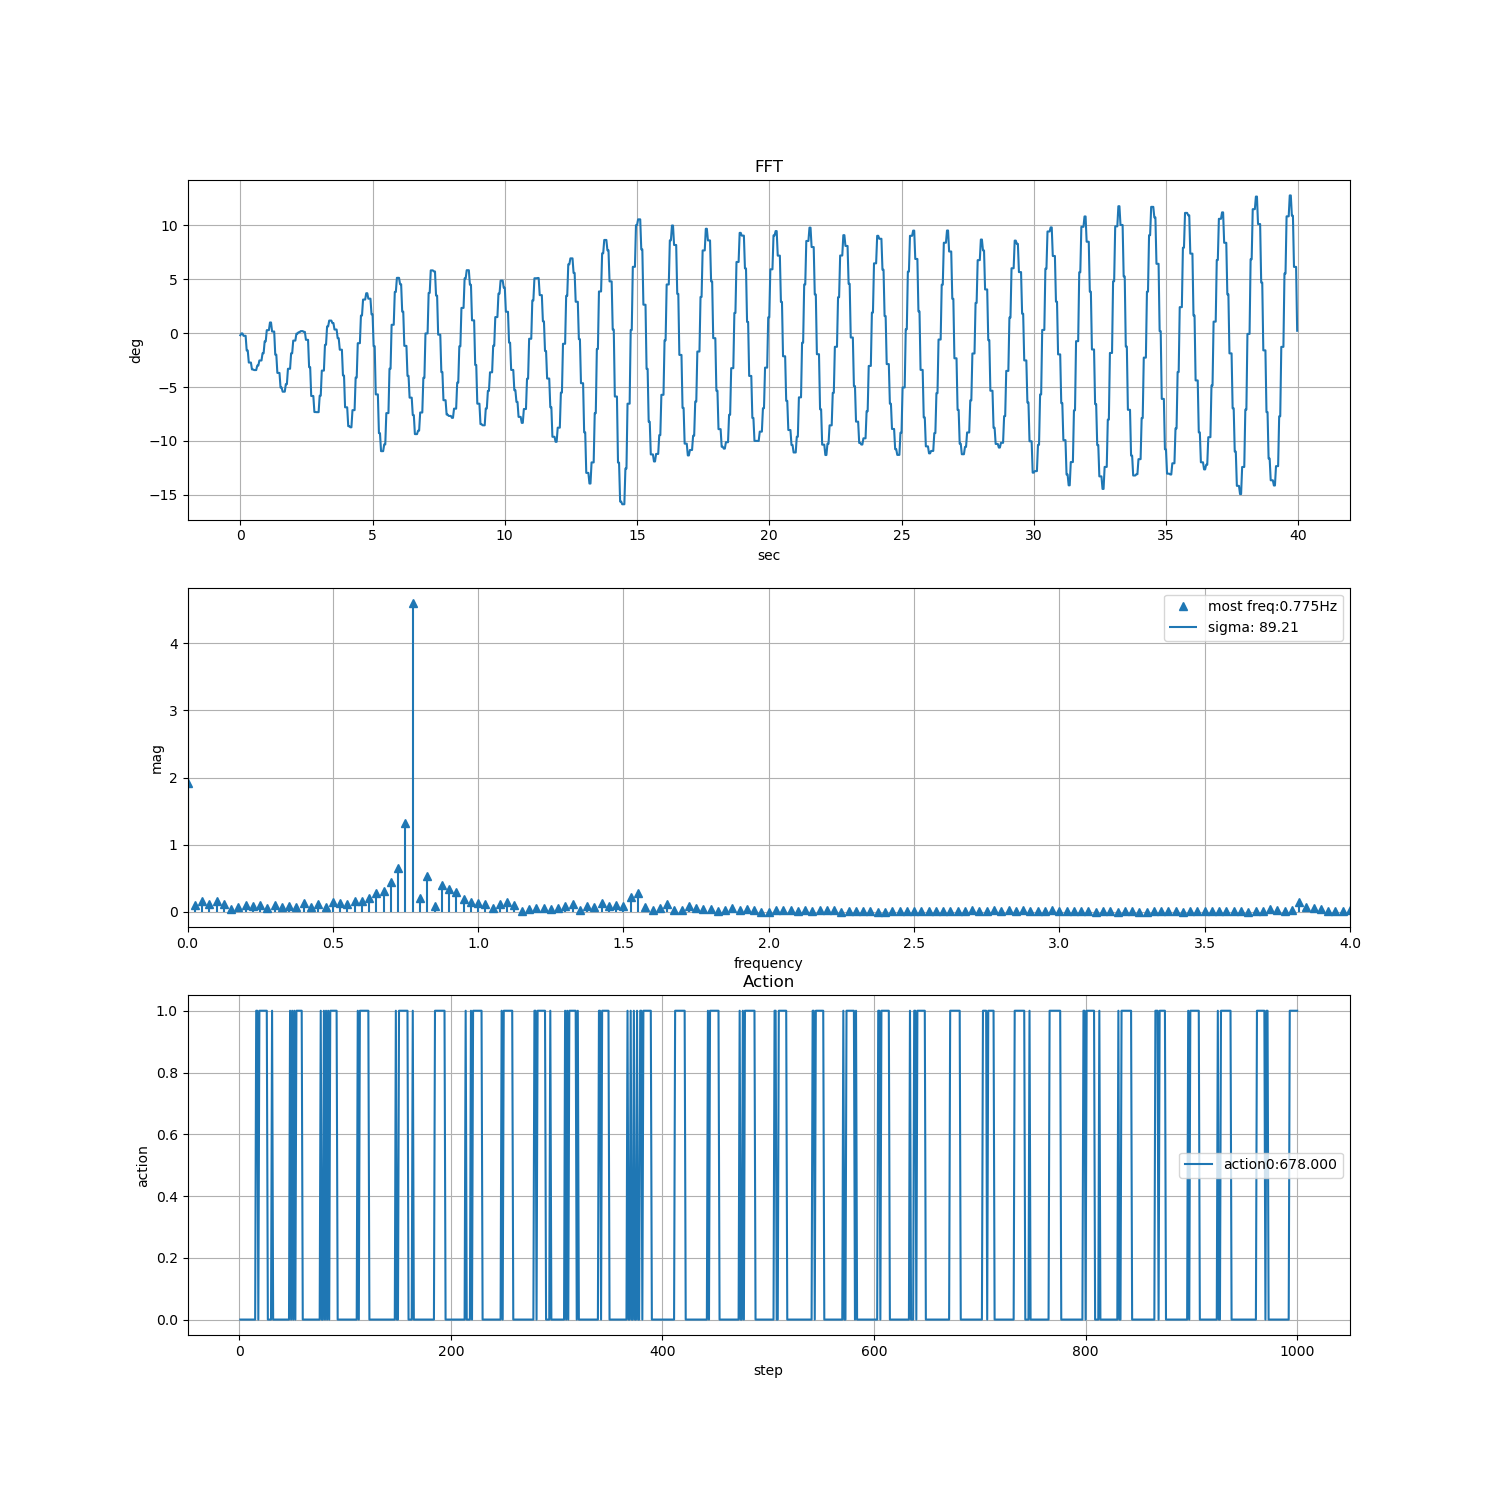 FFT
10
5
0
−5
−10
−15
deg
0 5 10 15 20 25 30 35 40
sec
most freq:0.775Hz
sigma: 89.21
4
3
2
1
0
mag
0.0 0.5 1.0 1.5 2.0 2.5 3.0 3.5 4.0
frequency
Action
1.0
0.8
0.6
0.4
0.2
0.0
action
action0:678.000
0 200 400 600 800 1000
step